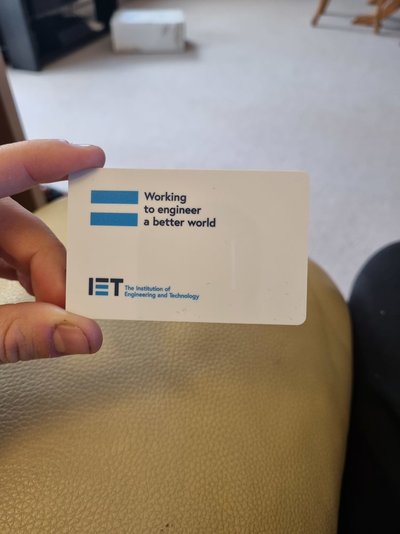 Working
to engineer
a better world
IET
The Institution of
Engineering and Technology